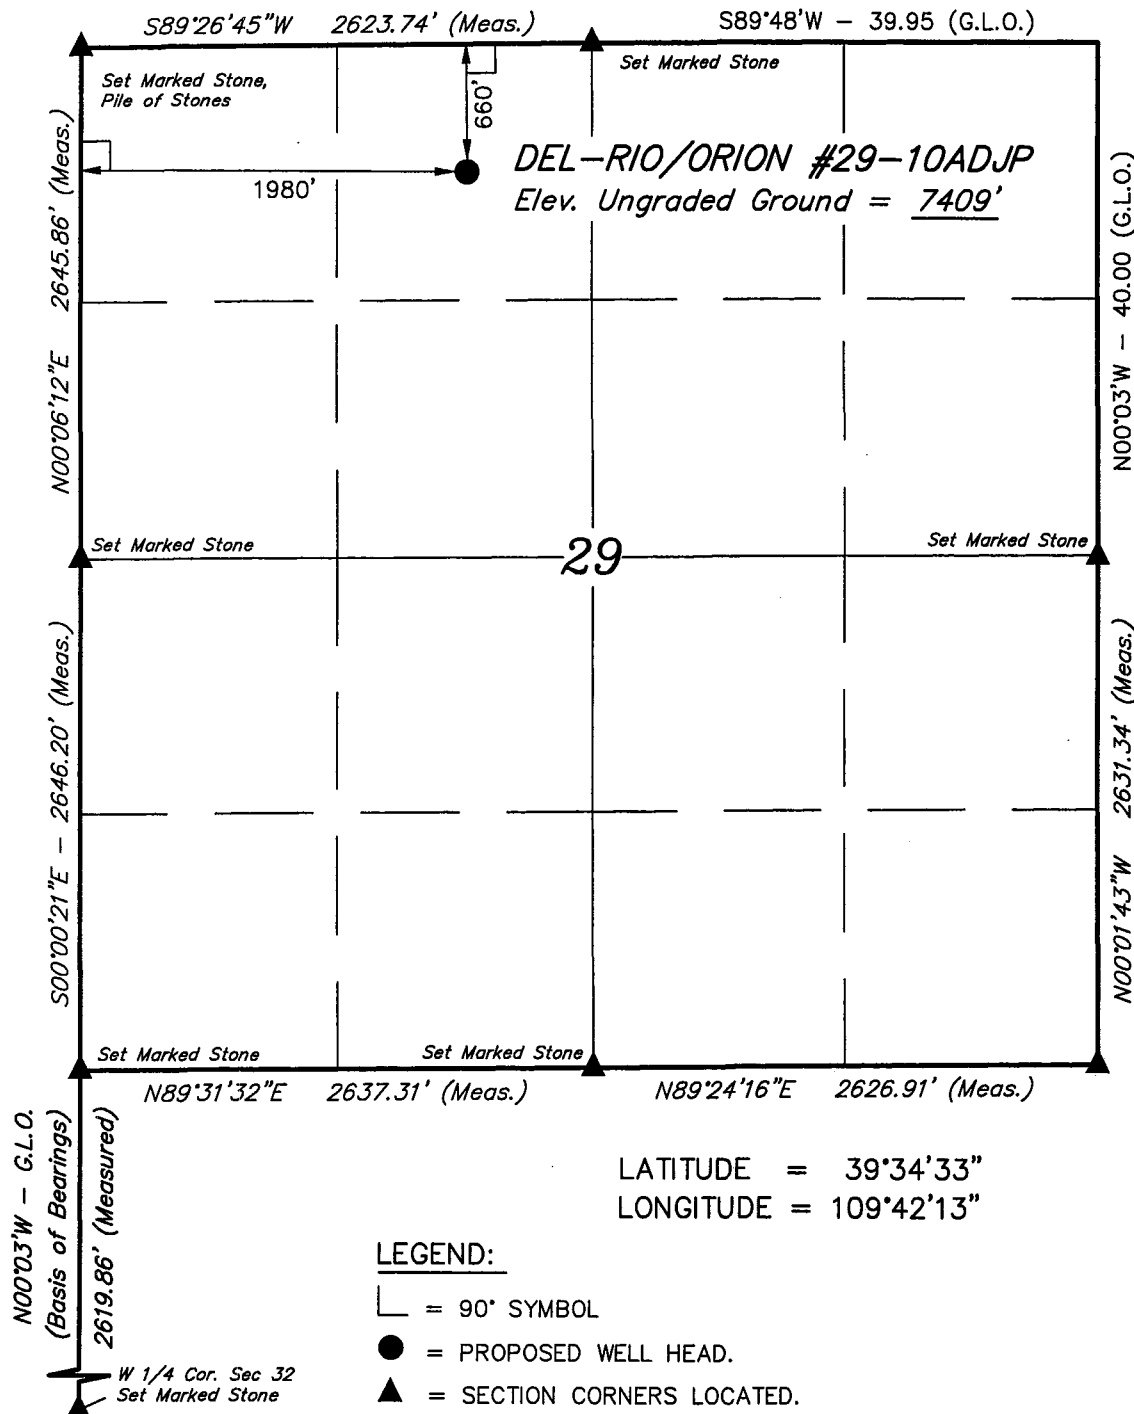 S89°26'45"W 2623.74' (Meas.)
S89°48'W – 39.95 (G.L.O.)
Set Marked Stone,
Pile of Stones
Set Marked Stone
660'
1980'
DEL-RIO/ORION #29-10ADJP
Elev. Ungraded Ground = 7409'
N00°06'12"E 2645.86' (Meas.)
N00°03'W – 40.00 (G.L.O.)
Set Marked Stone
29
Set Marked Stone
S00°00'21"E – 2646.20' (Meas.)
N00°01'43"W 2631.34' (Meas.)
Set Marked Stone
Set Marked Stone
N89°31'32"E 2637.31' (Meas.)
N89°24'16"E 2626.91' (Meas.)
N00°03'W – G.L.O.
(Basis of Bearings)
2619.86' (Measured)
LATITUDE = 39°34'33"
LONGITUDE = 109°42'13"
LEGEND:
= 90° SYMBOL
= PROPOSED WELL HEAD.
= SECTION CORNERS LOCATED.
W 1/4 Cor. Sec 32
Set Marked Stone